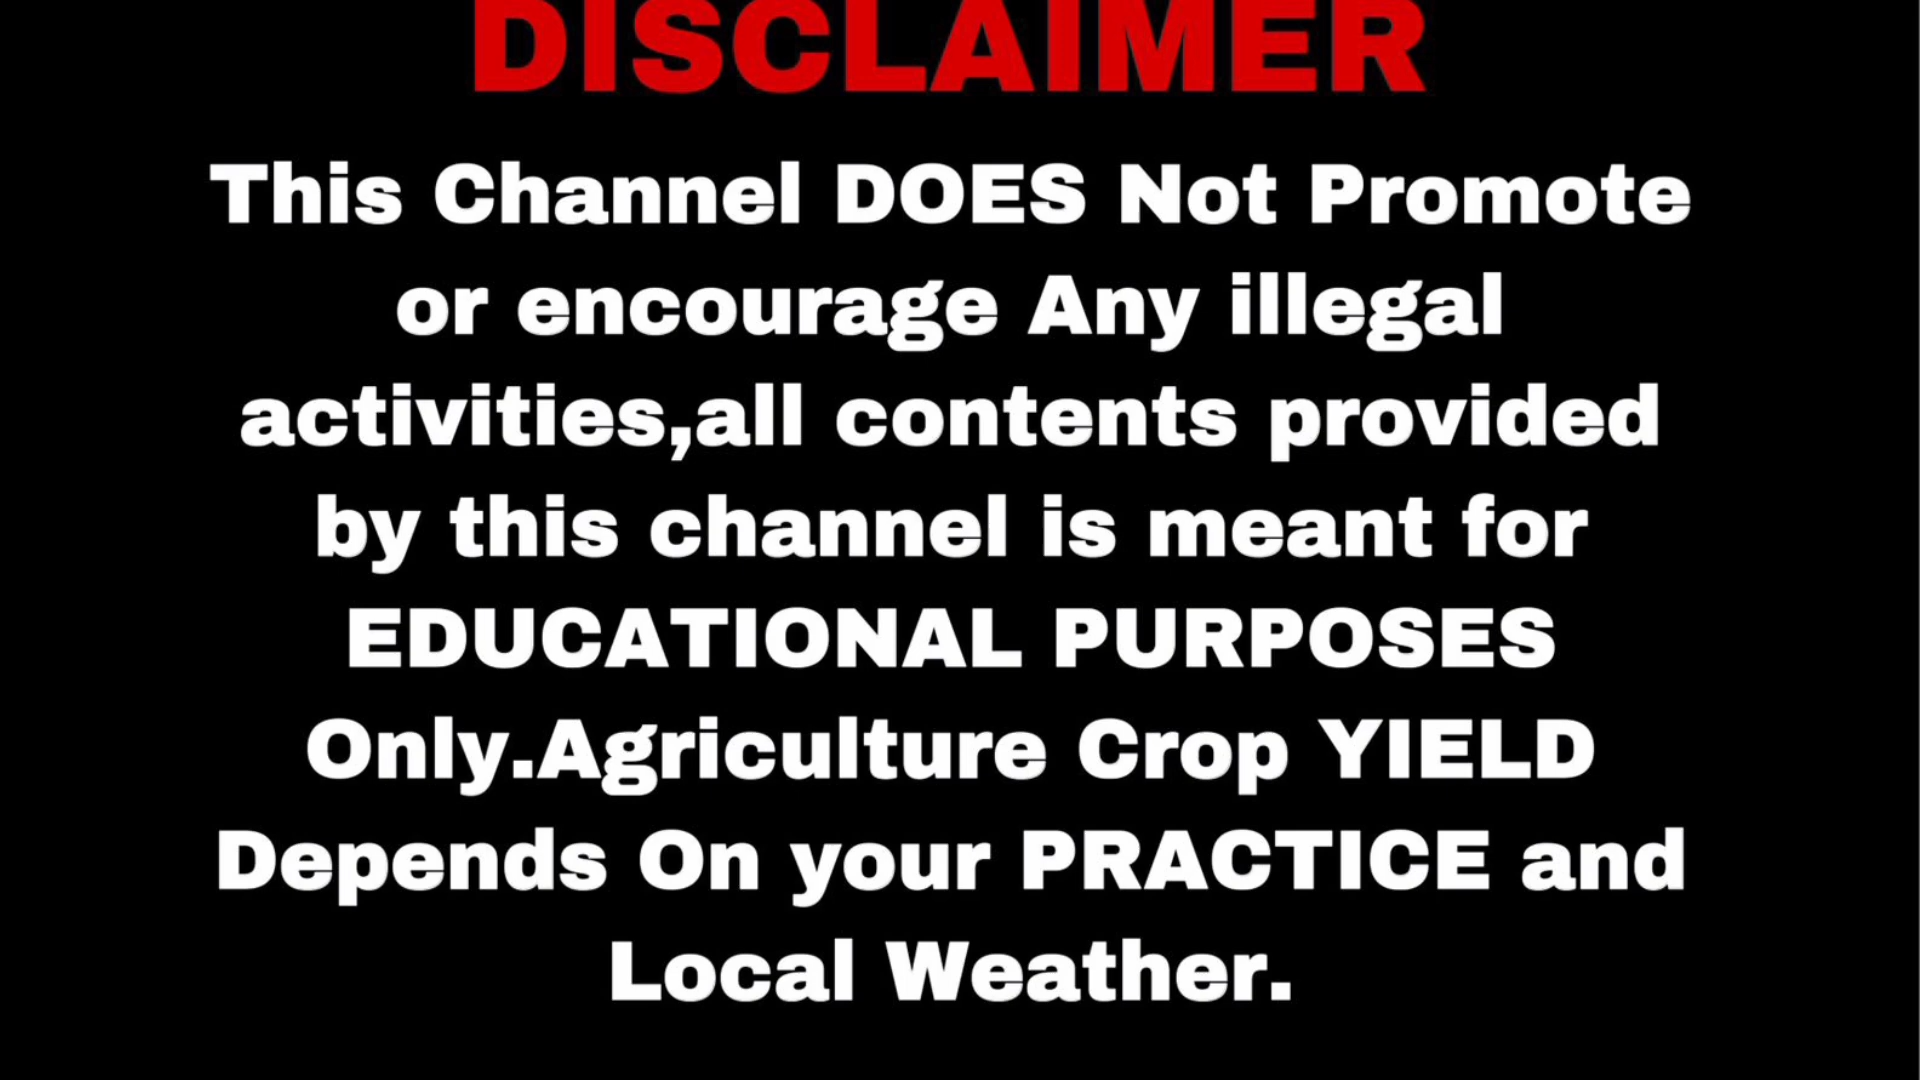 DISCLAIMER
This Channel DOES Not Promote
or encourage Any illegal
activities,all contents provided
by this channel is meant for
EDUCATIONAL PURPOSES
Only.Agriculture Crop YIELD
Depends On your PRACTICE and
Local Weather.